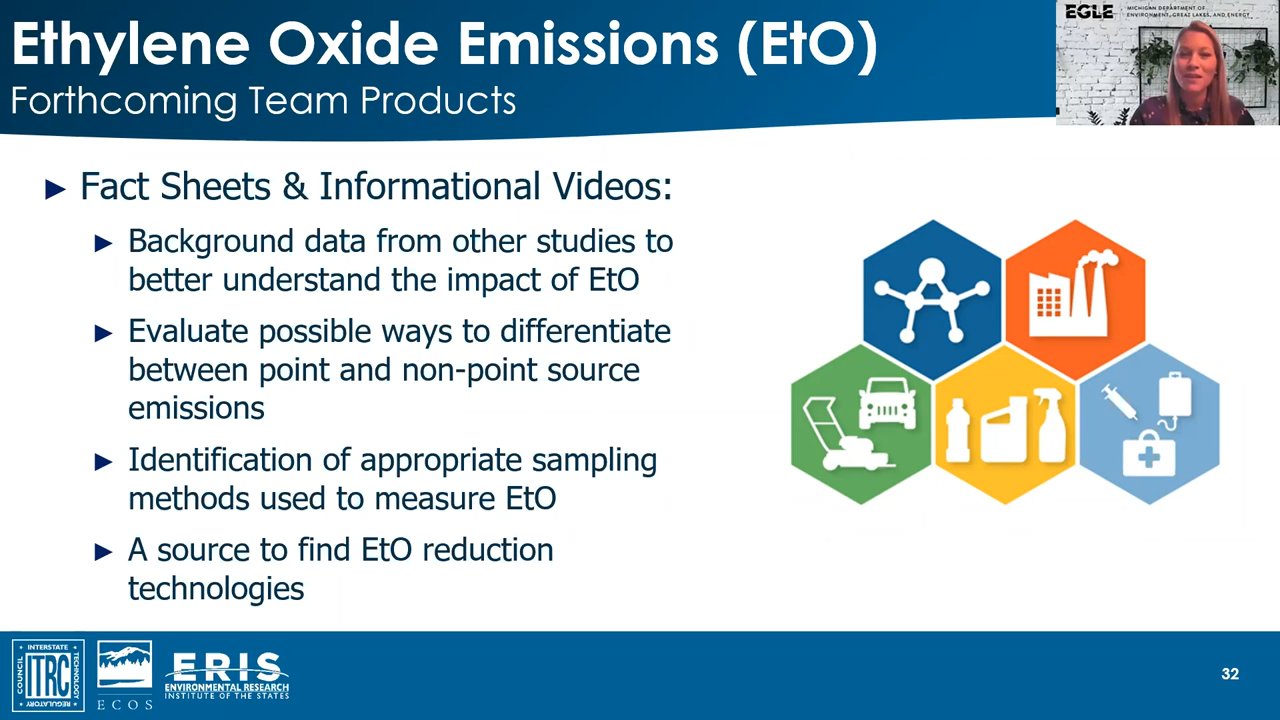 Ethylene Oxide Emissions (EtO)
Forthcoming Team Products
EGLE
MICHIGAN DEPARTMENT OF
ENVIRONMENT, GREAT LAKES, AND ENERGY
► Fact Sheets & Informational Videos:
► Background data from other studies to
better understand the impact of EtO
► Evaluate possible ways to differentiate
between point and non-point source
emissions
► Identification of appropriate sampling
methods used to measure EtO
► A source to find EtO reduction
technologies
INTERSTATE
COUNCIL
ITRC
TECHNOLOGY
REGULATORY
ECOS
ERIS
ENVIRONMENTAL RESEARCH
INSTITUTE OF THE STATES
32